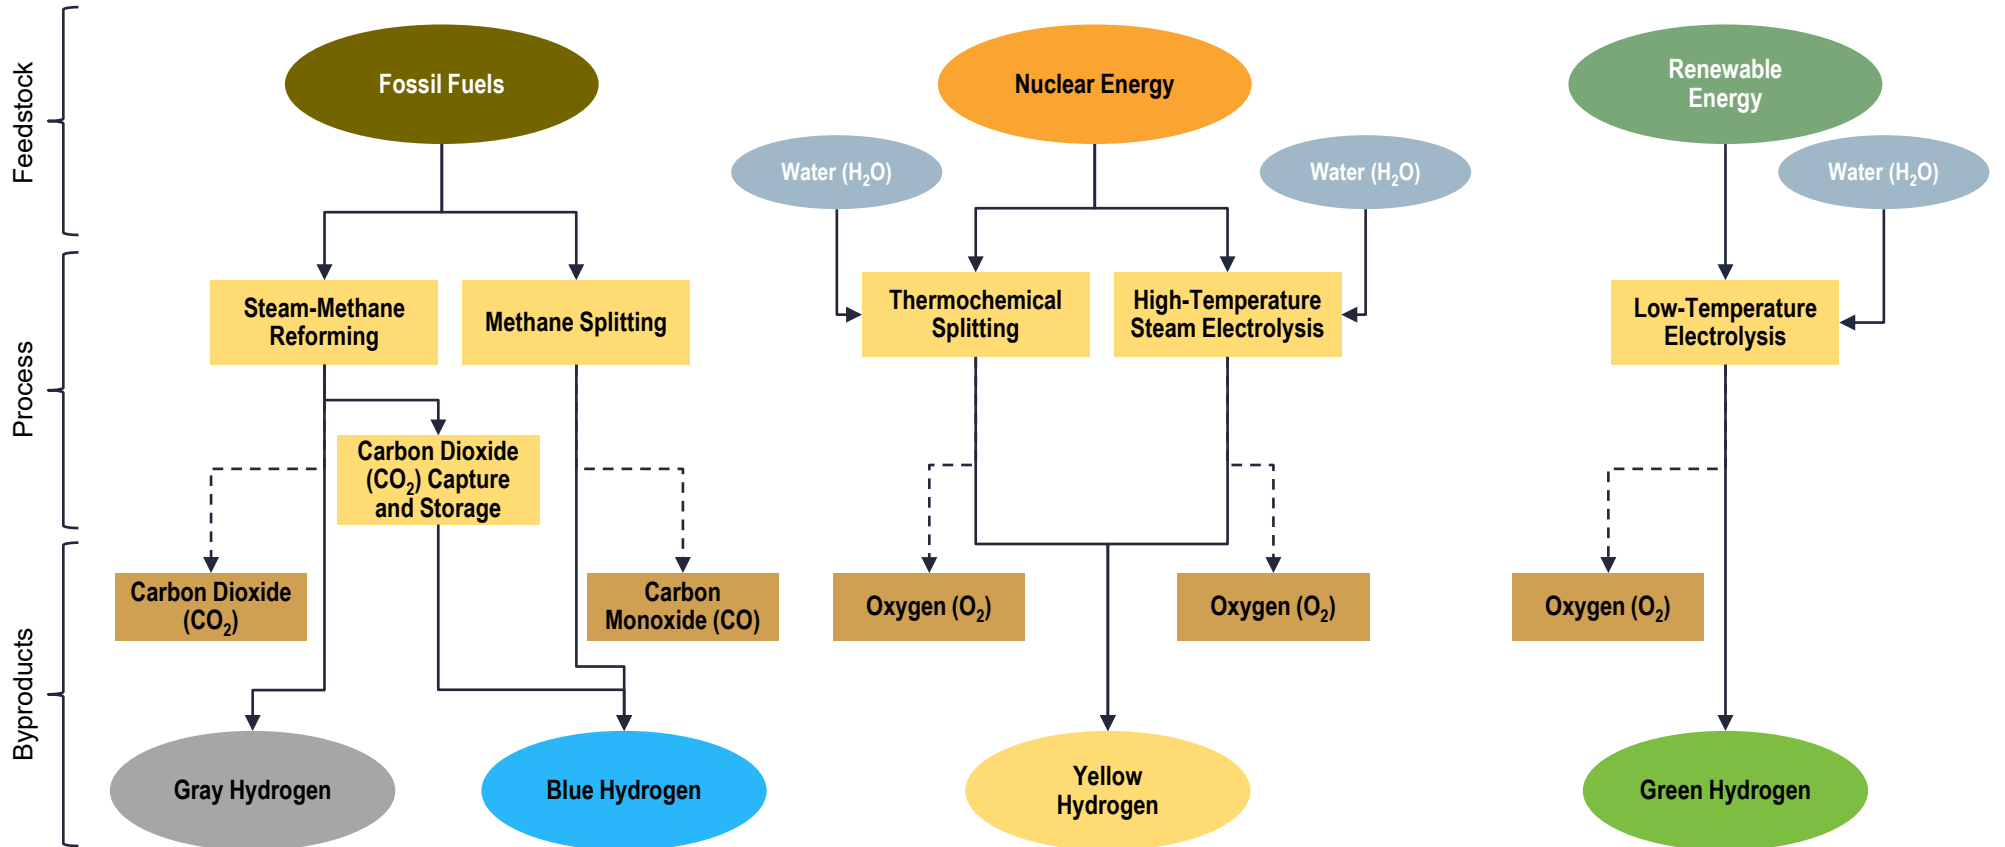 Feedstock
Fossil Fuels
Nuclear Energy
Renewable
Energy
Water (H₂O)
Water (H₂O)
Water (H₂O)
Process
Steam-Methane
Reforming
Methane Splitting
Thermochemical
Splitting
High-Temperature
Steam Electrolysis
Low-Temperature
Electrolysis
Carbon Dioxide
(CO₂) Capture
and Storage
Byproducts
Carbon Dioxide
(CO₂)
Carbon
Monoxide (CO)
Oxygen (O₂)
Oxygen (O₂)
Oxygen (O₂)
Gray Hydrogen
Blue Hydrogen
Yellow
Hydrogen
Green Hydrogen